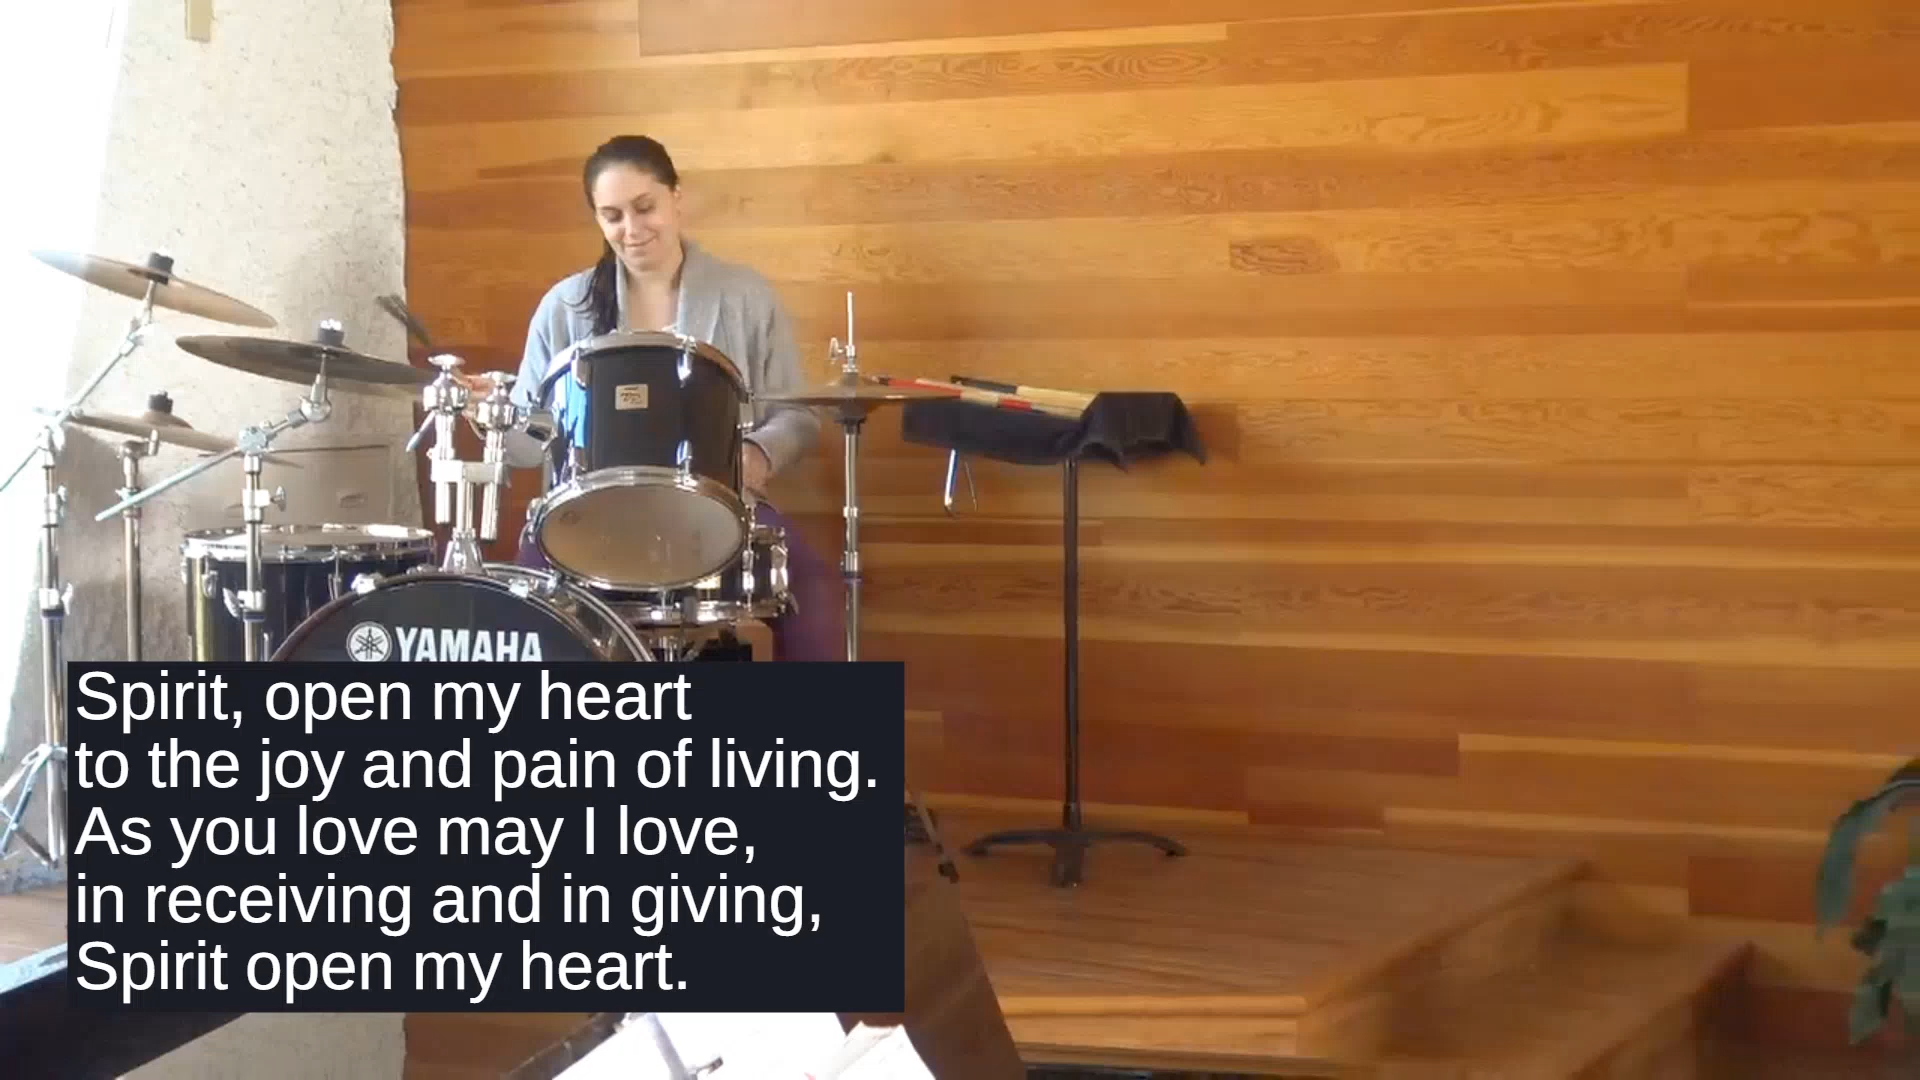 YAMAHA
Spirit, open my heart
to the joy and pain of living.
As you love may I love,
in receiving and in giving,
Spirit open my heart.